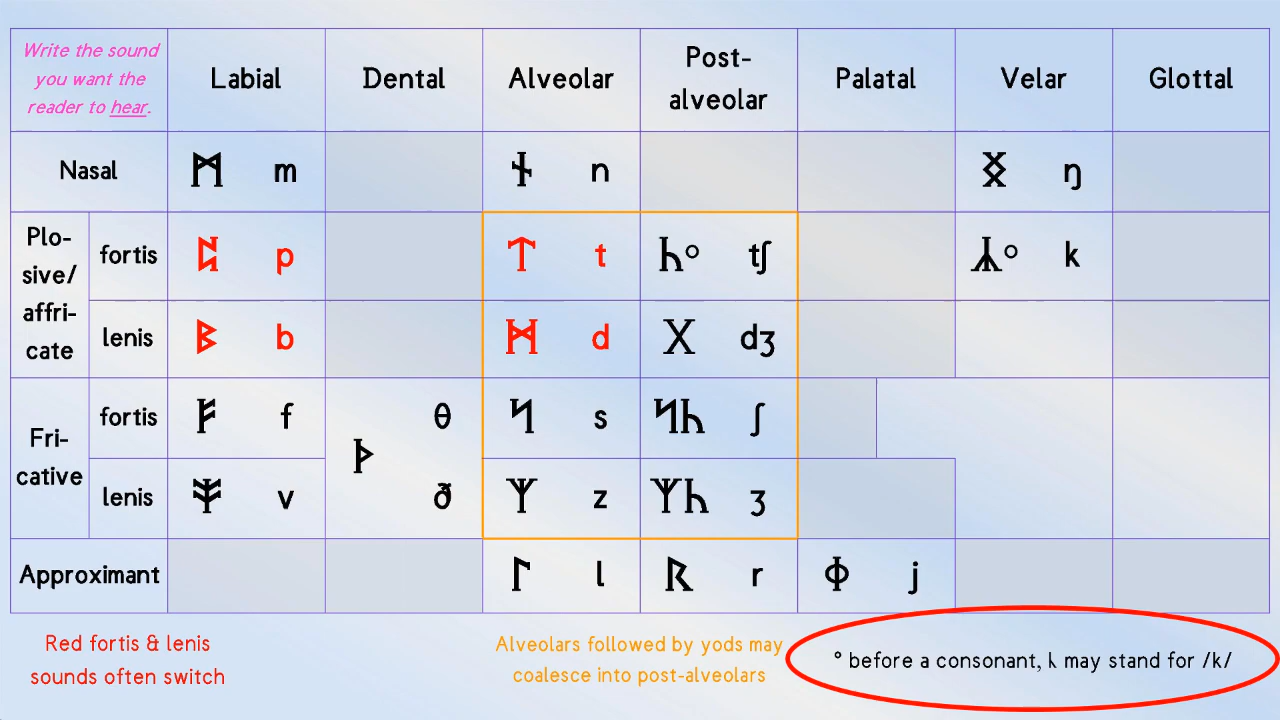 Write the sound
you want the
reader to hear.
Labial
Dental
Alveolar
Post-
alveolar
Palatal
Velar
Glottal
Nasal
ᛗ m
ᚾ n
ᛝ ŋ
Plo-
sive/
affri-
cate
fortis
ᛈ p
ᛏ t
ᚳ° tʃ
ᛣ° k
lenis
ᛒ b
ᛞ d
ᚷ dʒ
Fri-
cative
fortis
ᚠ f
ᚦ θ
ð
ᛋ s
ᛋᚳ ʃ
lenis
ᚡ v
ᛉ z
ᛉᚳ ʒ
Approximant
ᛚ l
ᚱ r
ᛄ j
Red fortis & lenis
sounds often switch
Alveolars followed by yods may
coalesce into post-alveolars
° before a consonant, ᚳ may stand for /k/